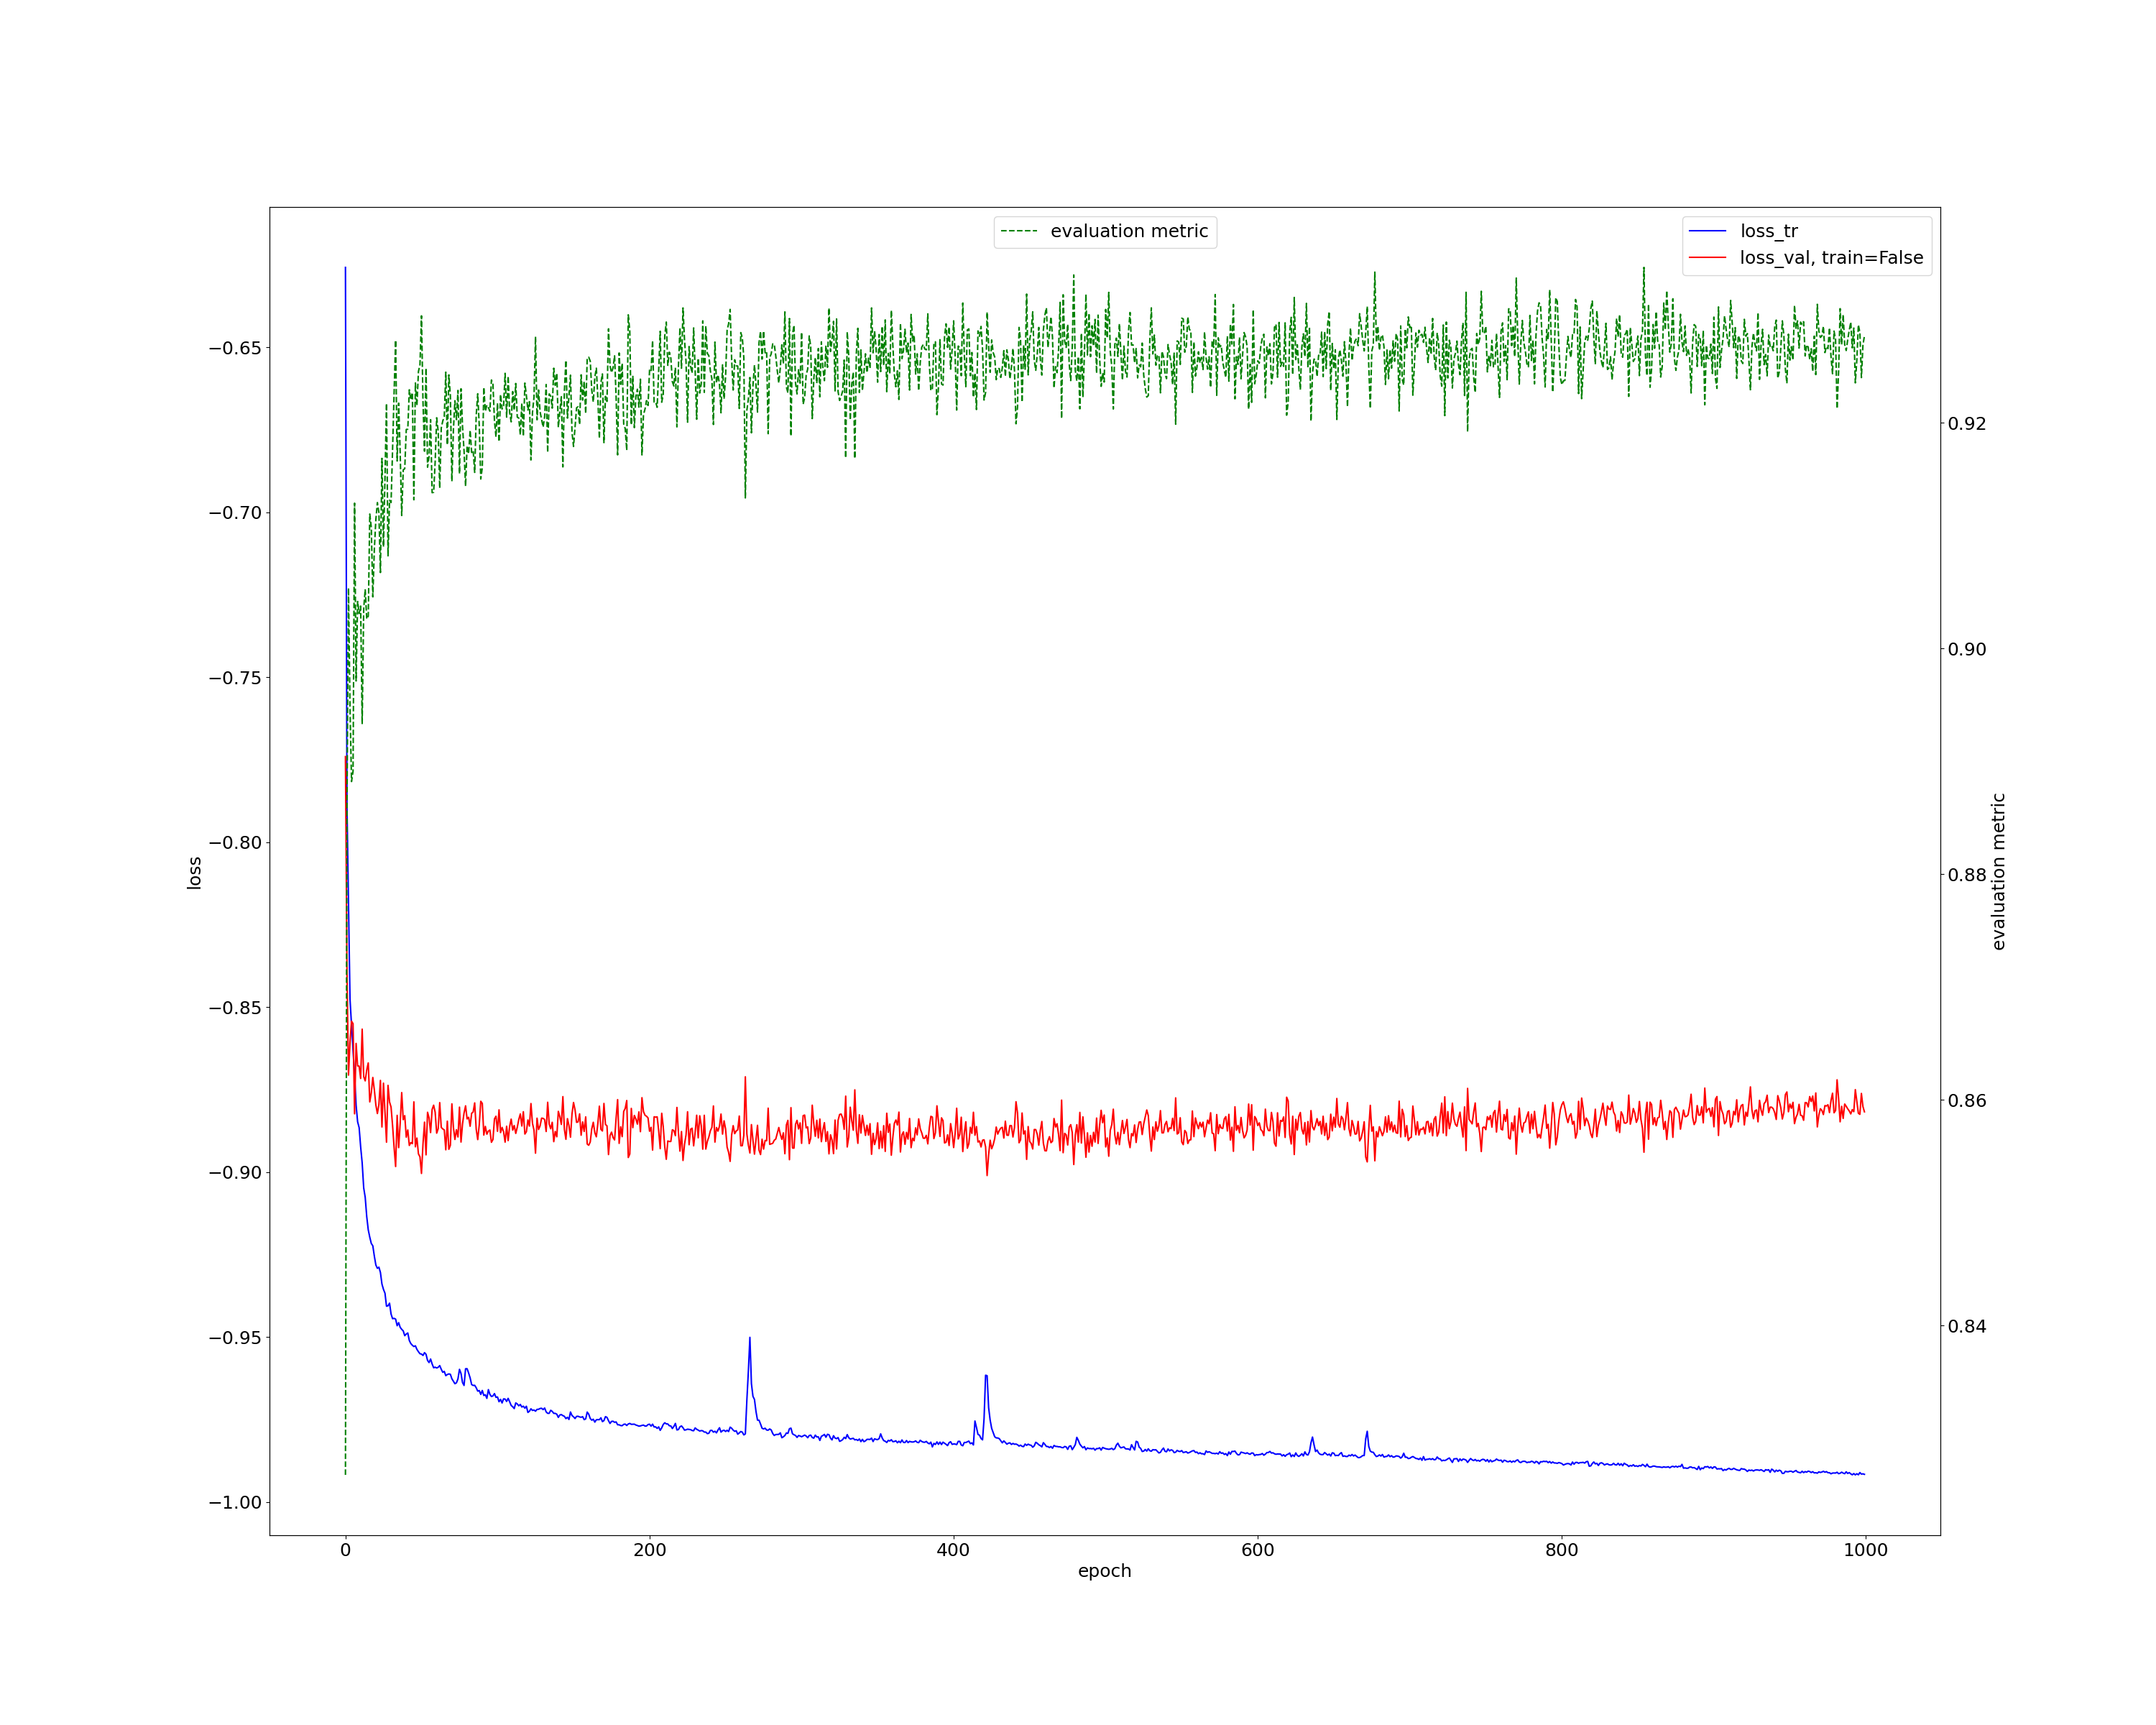 evaluation metric
loss_tr
loss_val, train=False
−0.65
−0.70
−0.75
−0.80
−0.85
−0.90
−0.95
−1.00
loss
0.92
0.90
0.88
0.86
0.84
evaluation metric
0 200 400 600 800 1000
epoch